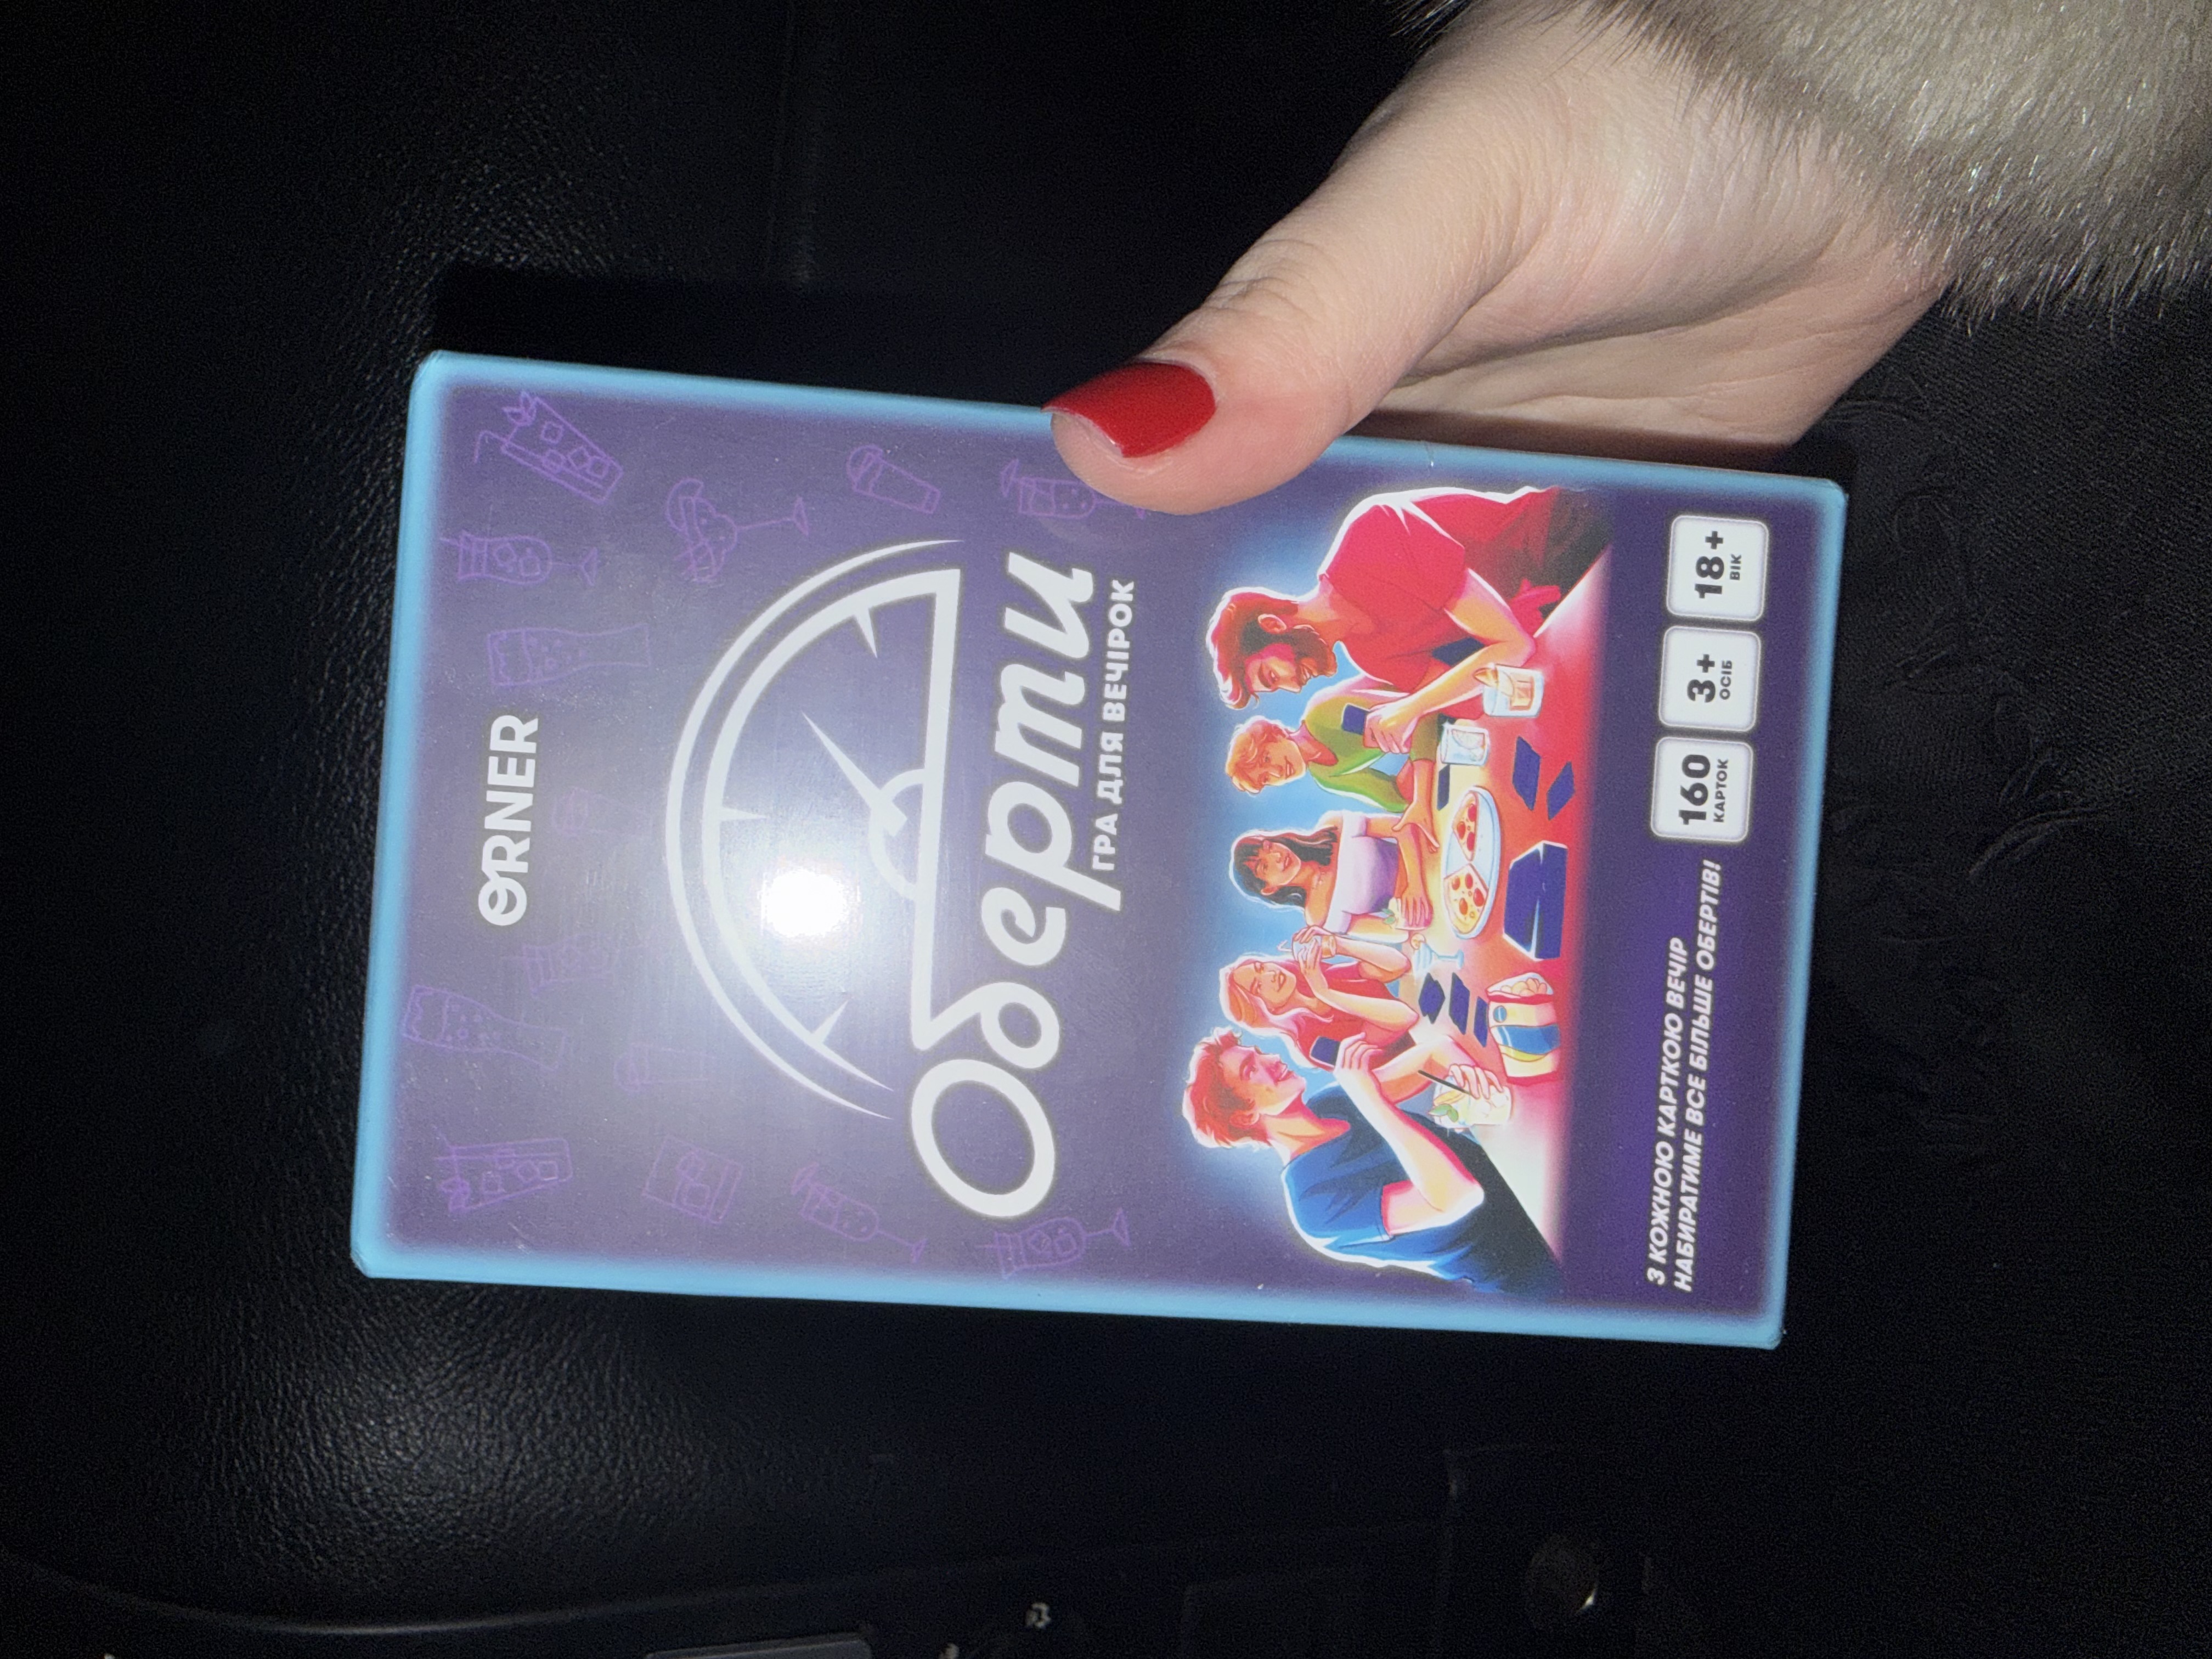 ORNER
Оберти
ГРА ДЛЯ ВЕЧІРОК
З КОЖНОЮ КАРТКОЮ ВЕЧІР
НАБИРАТИМЕ ВСЕ БІЛЬШЕ ОБЕРТІВ!
160
КАРТОК
3+
ОСІБ
18+
ВІК